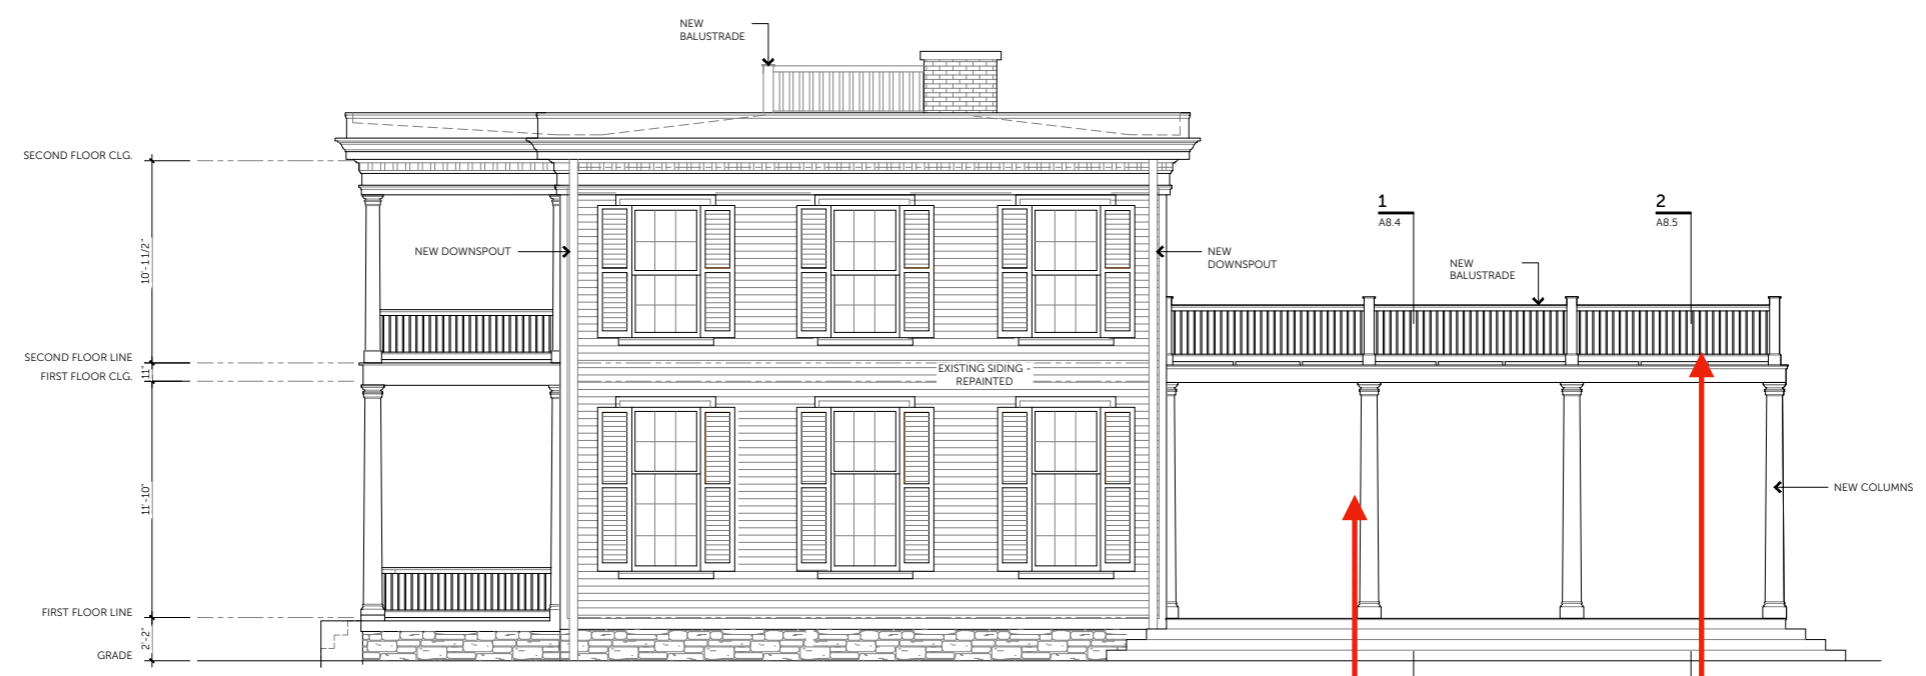 NEW
BALUSTRADE
SECOND FLOOR CLG.
1
A8.4
2
A8.5
10'-11/2"
NEW DOWNSPOUT
NEW
DOWNSPOUT
NEW
BALUSTRADE
SECOND FLOOR LINE
11"
FIRST FLOOR CLG.
EXISTING SIDING -
REPAINTED
11'-10"
NEW COLUMNS
FIRST FLOOR LINE
2'-2"
GRADE